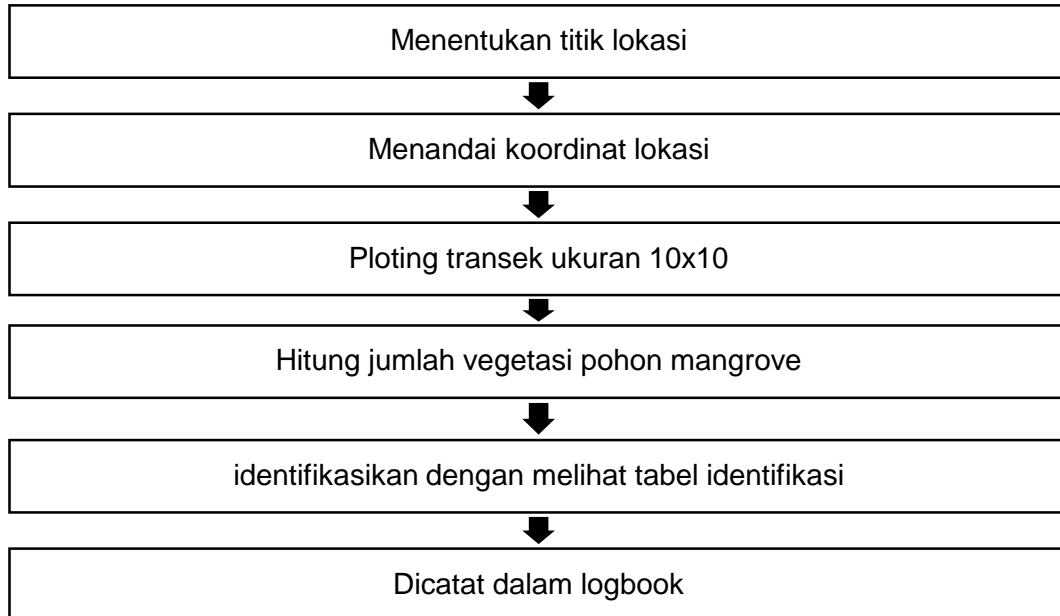 Menentukan titik lokasi
Menandai koordinat lokasi
Ploting transek ukuran 10x10
Hitung jumlah vegetasi pohon mangrove
identifikasikan dengan melihat tabel identifikasi
Dicatat dalam logbook